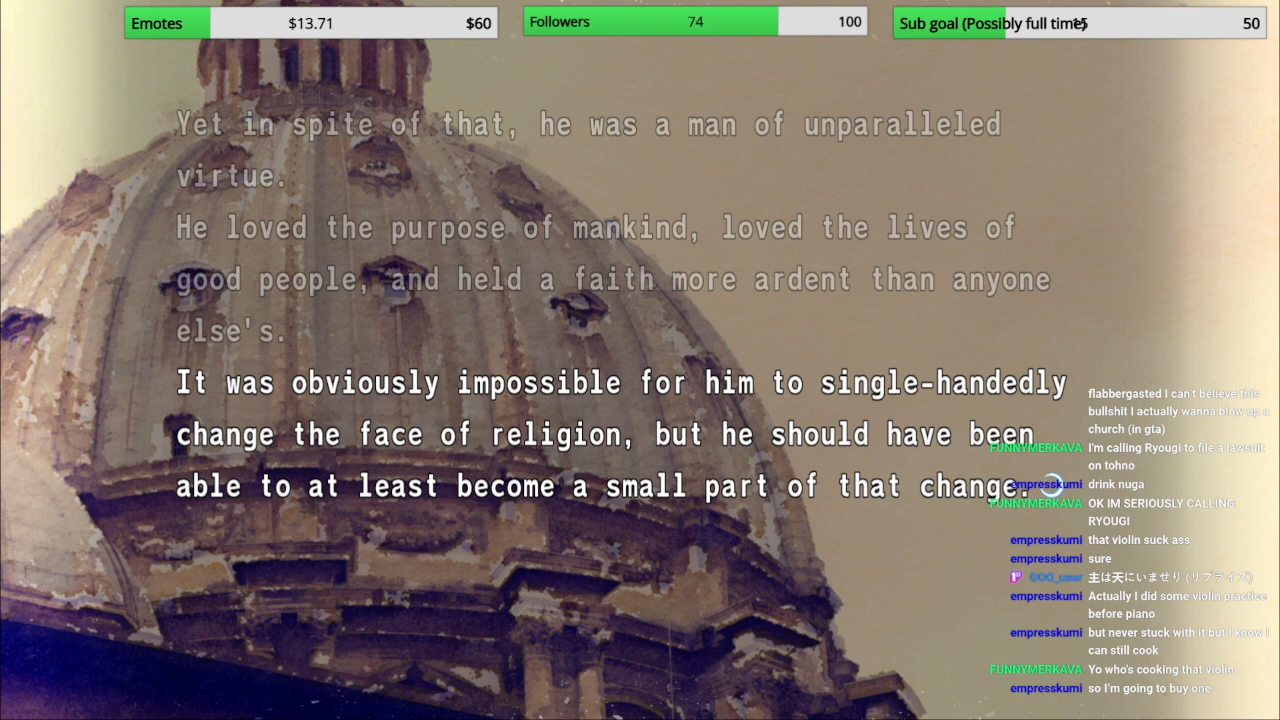 Emotes $13.71 $60
Followers 74 100
Sub goal (Possibly full time) 15 50
Yet in spite of that, he was a man of unparalleled
virtue.
He loved the purpose of mankind, loved the lives of
good people, and held a faith more ardent than anyone
else's.
It was obviously impossible for him to single-handedly
change the face of religion, but he should have been
able to at least become a small part of that change.
flabbergasted I can't believe this
bullshit I actually wanna blow up a
church (in gta)
FUNNYMERKAVA I'm calling Ryougi to file a lawsuit
on tohno
empresskumi drink nuga
FUNNYMERKAVA OK IM SERIOUSLY CALLING
RYOUGI
empresskumi that violin suck ass
empresskumi sure
GOO_user 主は天にいませり (リプライズ)
empresskumi Actually I did some violin practice
before piano
empresskumi but never stuck with it but I know I
can still cook
FUNNYMERKAVA Yo who's cooking that violin
empresskumi so I'm going to buy one